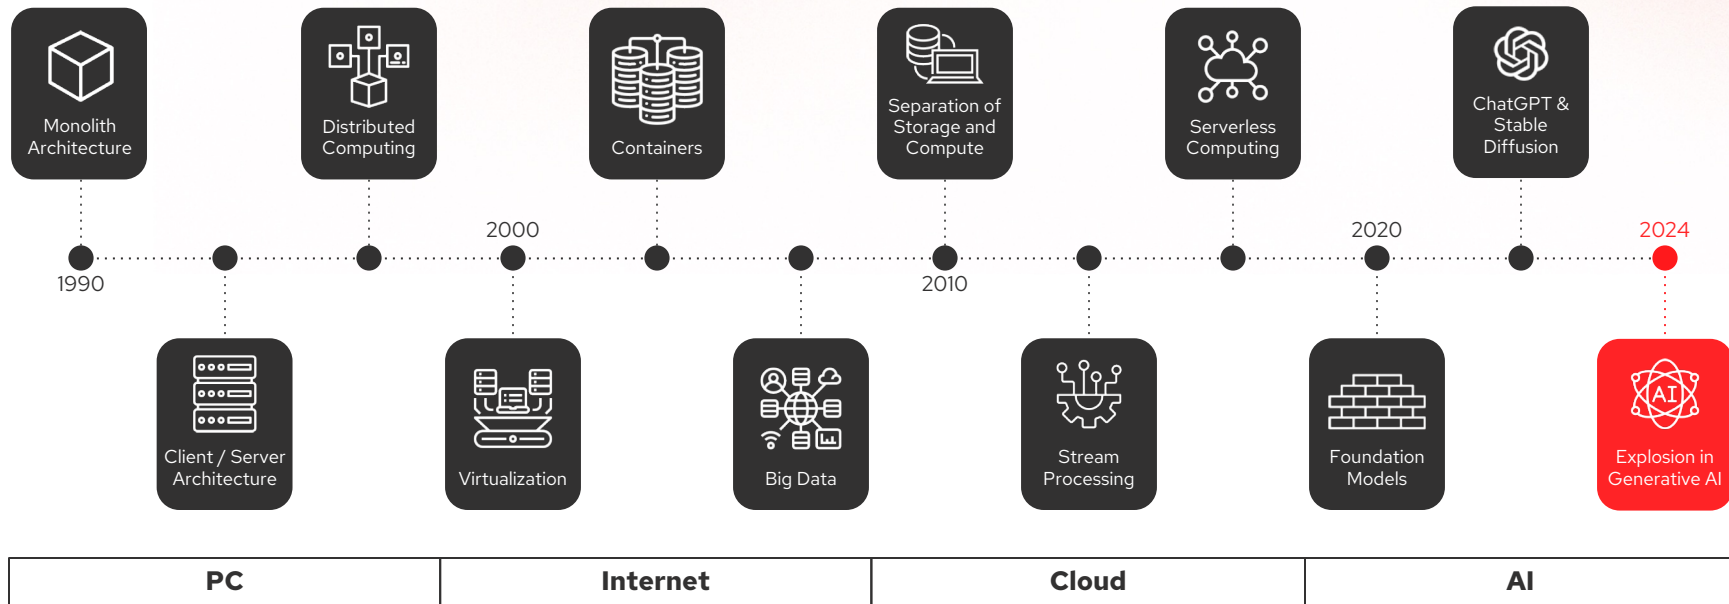 Monolith
Architecture
Distributed
Computing
Containers
Separation of
Storage and
Compute
Serverless
Computing
ChatGPT &
Stable
Diffusion
1990
2000
2010
2020
2024
Client / Server
Architecture
Virtualization
Big Data
Stream
Processing
Foundation
Models
AI
Explosion in
Generative AI
PC
Internet
Cloud
AI